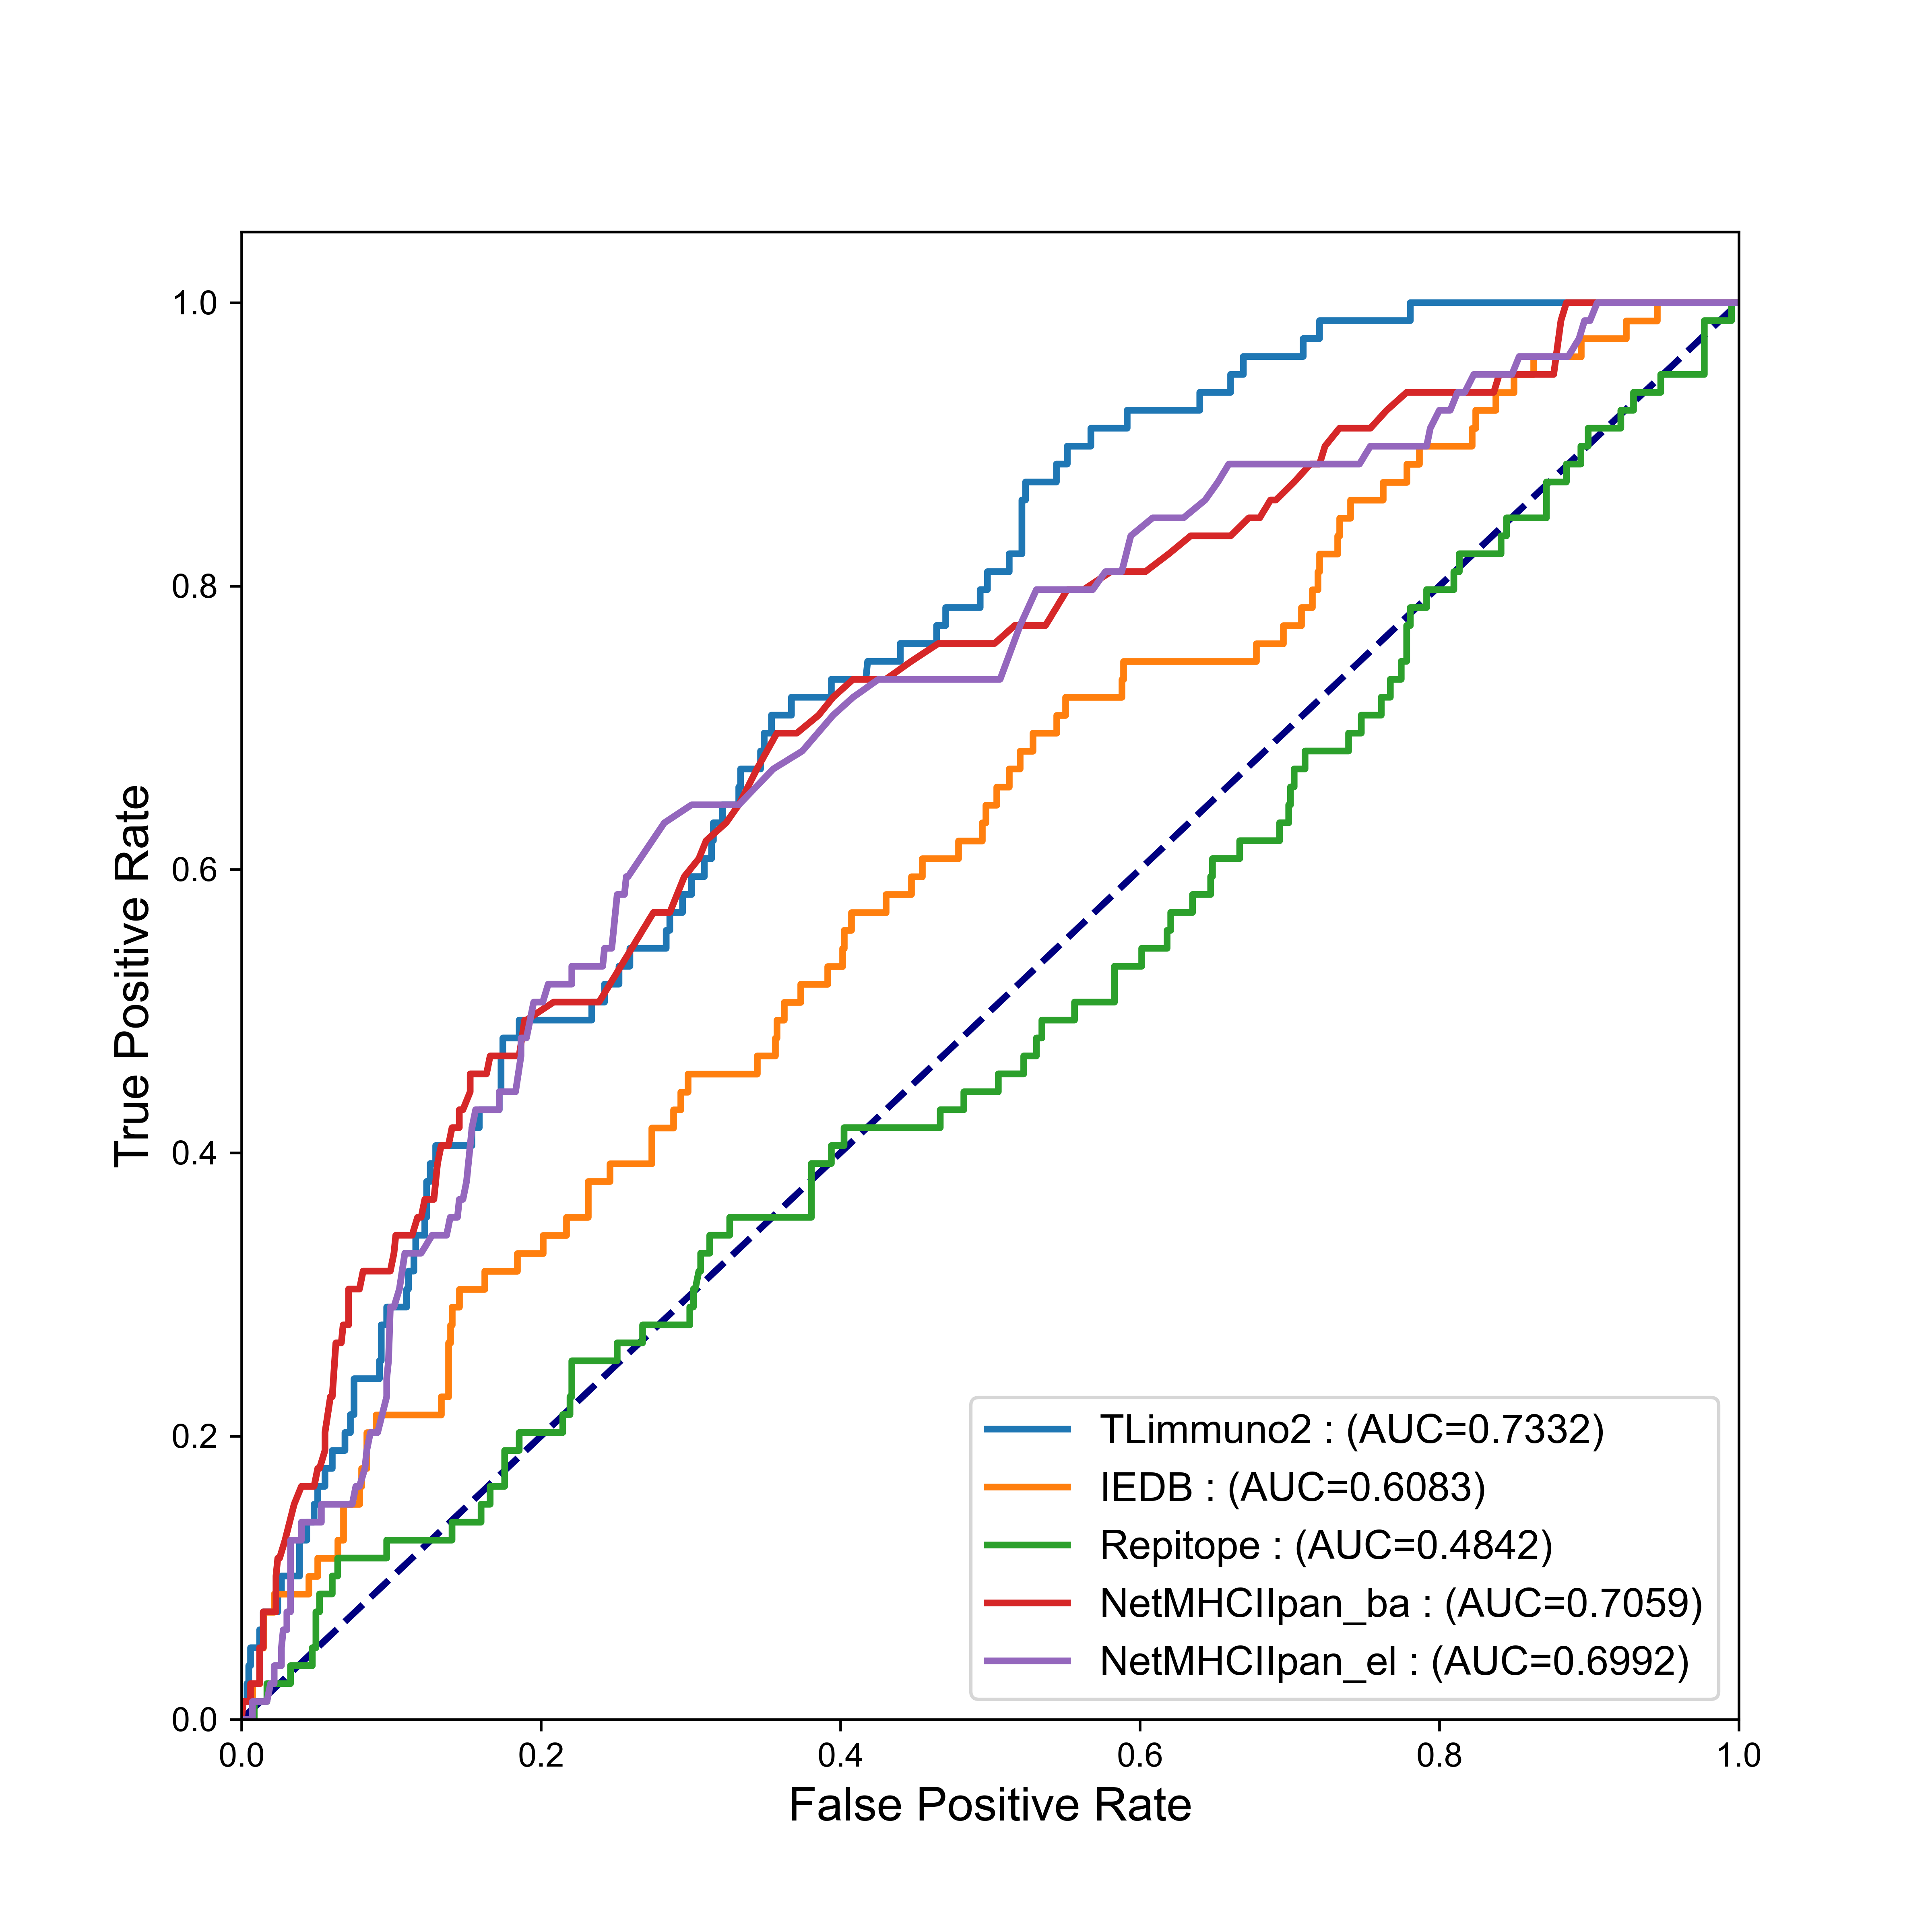 True Positive Rate
1.0
0.8
0.6
0.4
0.2
0.0
0.0 0.2 0.4 0.6 0.8 1.0
False Positive Rate
TLimmuno2 : (AUC=0.7332)
IEDB : (AUC=0.6083)
Repitope : (AUC=0.4842)
NetMHCIIpan_ba : (AUC=0.7059)
NetMHCIIpan_el : (AUC=0.6992)